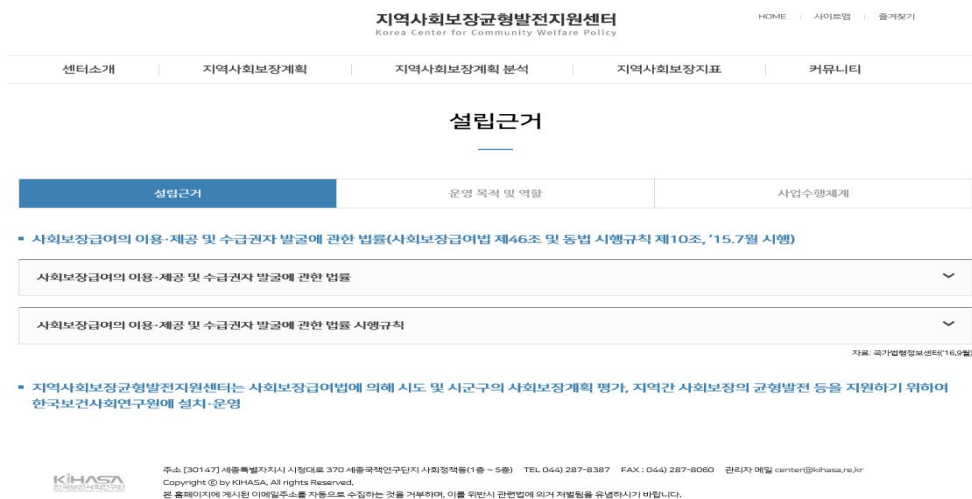 지역사회보장균형발전지원센터
Korea Center for Community Welfare Policy
HOME 사이트맵 즐겨찾기
센터소개 지역사회보장계획 지역사회보장계획 분석 지역사회보장지표 커뮤니티
설립근거
설립근거 운영 목적 및 역할 사업수행체계
사회보장급여의 이용·제공 및 수급권자 발굴에 관한 법률(사회보장급여법 제46조 및 동법 시행규칙 제10조, '15.7월 시행)
사회보장급여의 이용·제공 및 수급권자 발굴에 관한 법률
사회보장급여의 이용·제공 및 수급권자 발굴에 관한 법률 시행규칙
자료: 국가법령정보센터('16.9월)
지역사회보장균형발전지원센터는 사회보장급여법에 의해 시도 및 시군구의 사회보장계획 평가, 지역간 사회보장의 균형발전 등을 지원하기 위하여
한국보건사회연구원에 설치·운영
KIHASA
한국보건사회연구원
주소 [30147] 세종특별자치시 시청대로 370 세종국책연구단지 사회정책동(1층 ~ 5층) TEL 044) 287-8387 FAX : 044) 287-8060 관리자 메일 center@kihasa.re.kr
Copyright ⓒ by KIHASA, All rights Reserved.
본 홈페이지에 게시된 이메일주소를 자동으로 수집하는 것을 거부하며, 이를 위반시 관련법에 의거 처벌됨을 유념하시기 바랍니다.